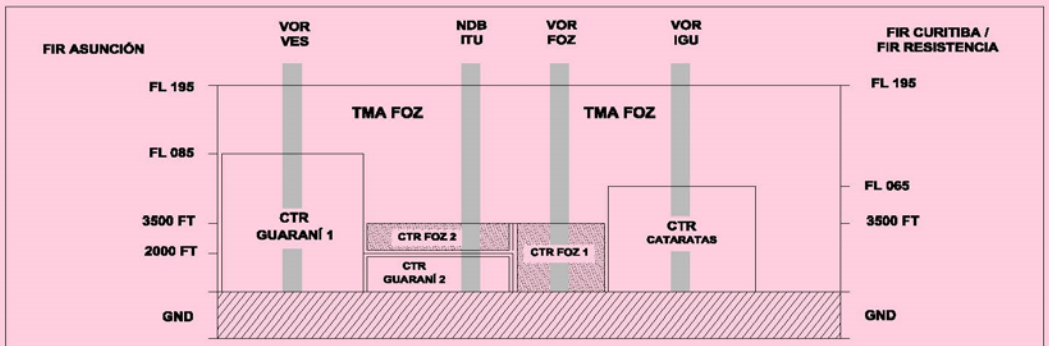 VOR
VES
NDB
ITU
VOR
FOZ
VOR
IGU
FIR ASUNCIÓN
FIR CURITIBA /
FIR RESISTENCIA
FL 195
FL 195
TMA FOZ
TMA FOZ
FL 085
FL 065
3500 FT
3500 FT
CTR
GUARANÍ 1
CTR FOZ 2
CTR FOZ 1
CTR
CATARATAS
2000 FT
CTR
GUARANÍ 2
GND
GND